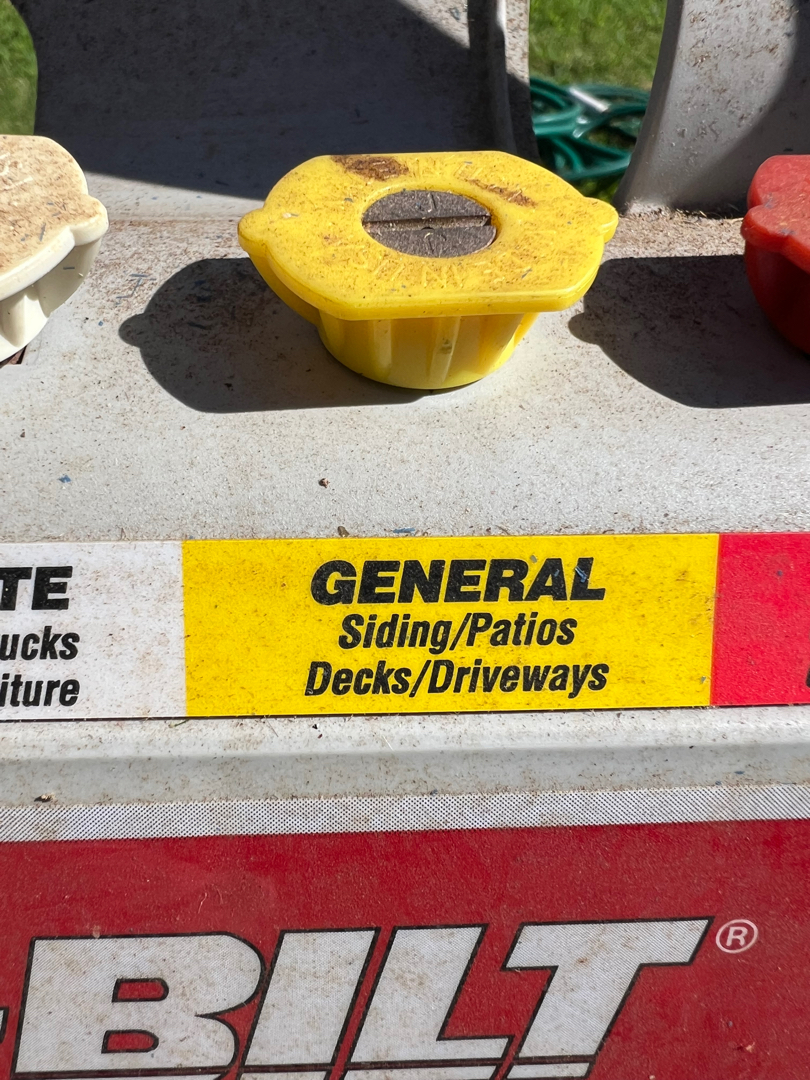 TE
ucks
iture
GENERAL
Siding/Patios
Decks/Driveways
BILT®